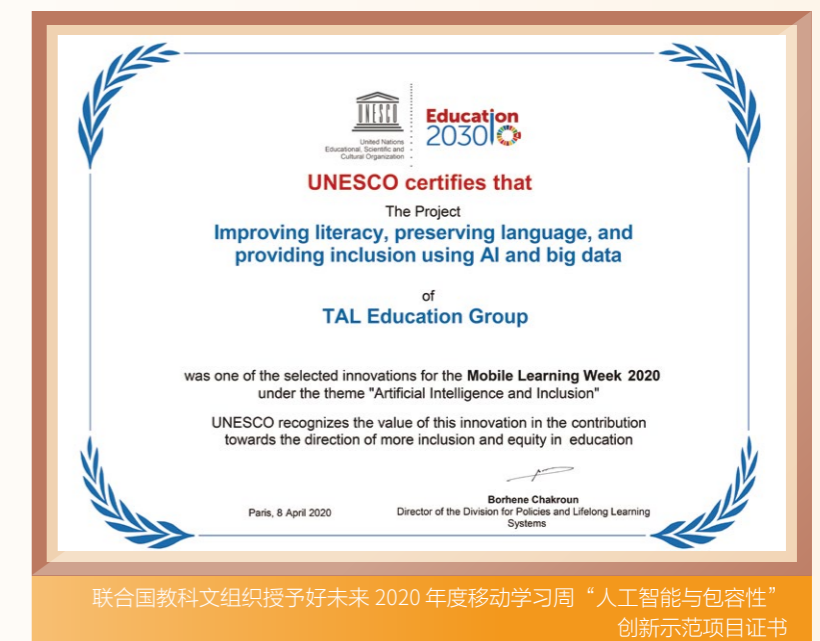 UNESCO
United Nations
Educational, Scientific and
Cultural Organization
Education
2030
UNESCO certifies that
The Project
Improving literacy, preserving language, and
providing inclusion using AI and big data
of
TAL Education Group
was one of the selected innovations for the Mobile Learning Week 2020
under the theme "Artificial Intelligence and Inclusion"
UNESCO recognizes the value of this innovation in the contribution
towards the direction of more inclusion and equity in education
Borhene Chakroun
Paris, 8 April 2020
Director of the Division for Policies and Lifelong Learning
Systems
联合国教科文组织授予好未来 2020 年度移动学习周“人工智能与包容性”
创新示范项目证书